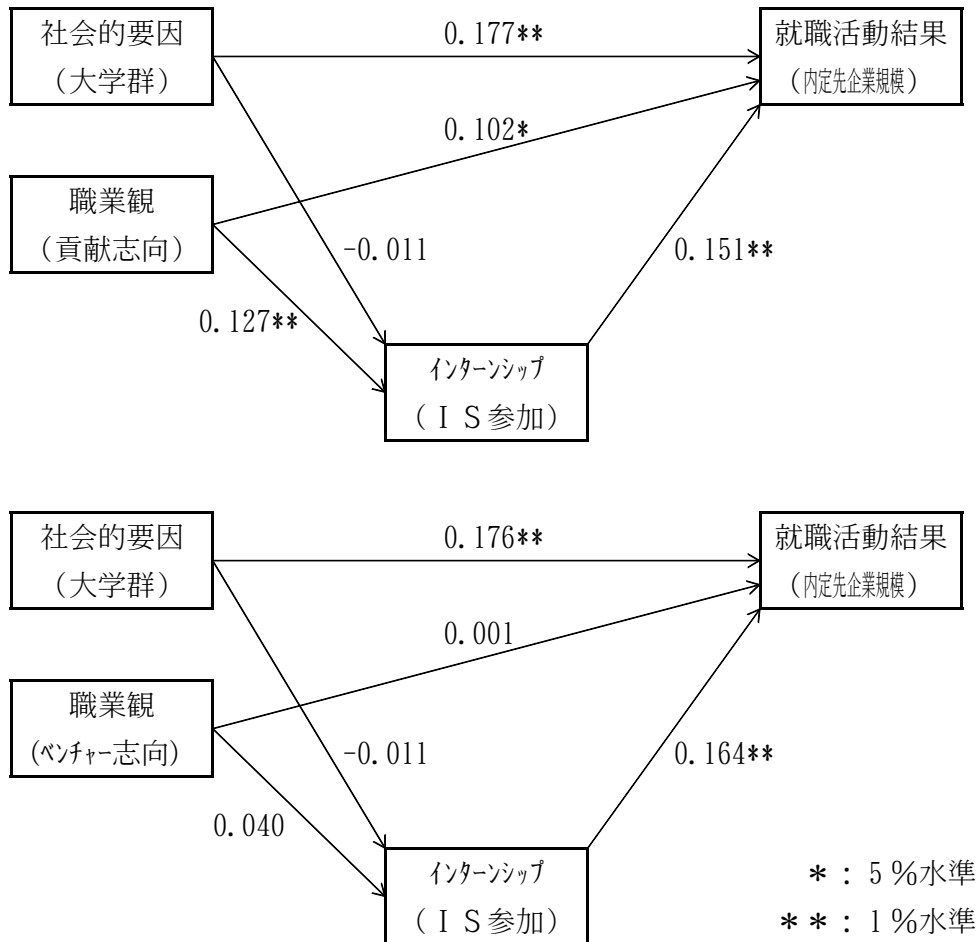 社会的要因
（大学群）
0.177**
就職活動結果
（内定先企業規模）
0.102*
職業観
（貢献志向）
-0.011
0.151**
0.127**
インターンシップ
（ＩＳ参加）
社会的要因
（大学群）
0.176**
就職活動結果
（内定先企業規模）
0.001
職業観
(ベンチャー志向)
-0.011
0.164**
0.040
インターンシップ
（ＩＳ参加）
＊：５％水準
＊＊：１％水準